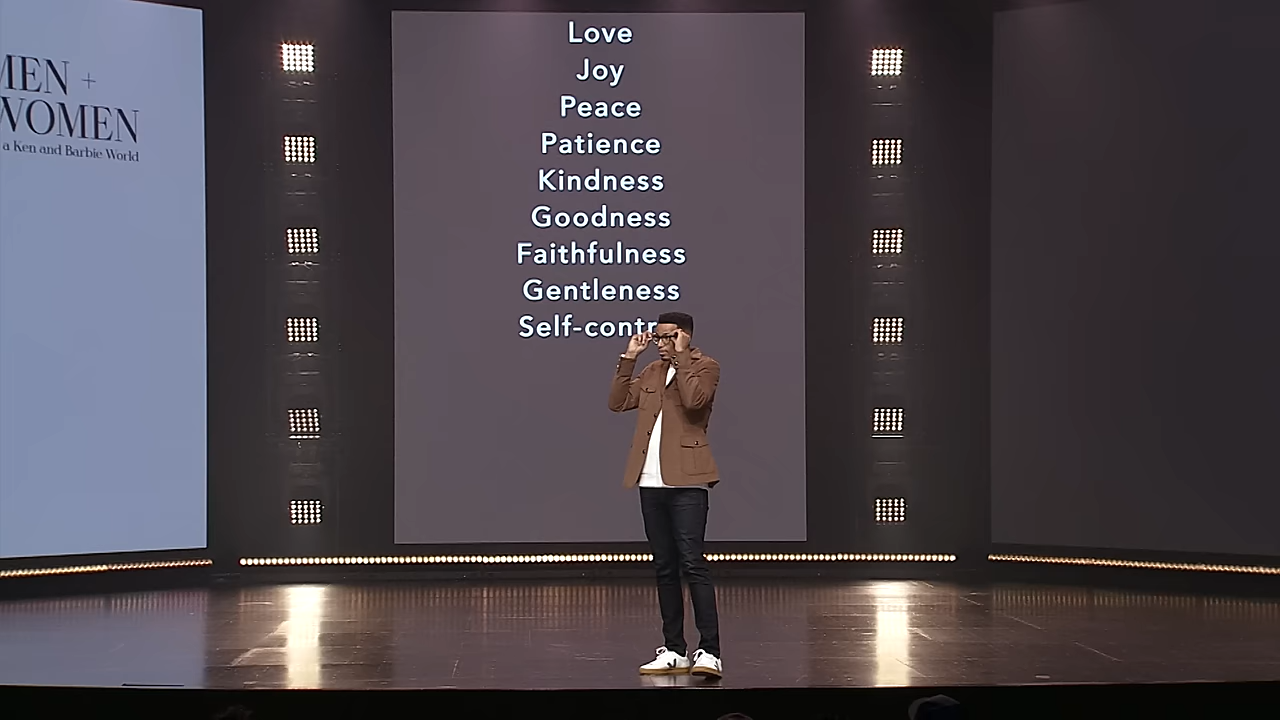 MEN +
WOMEN
a Ken and Barbie World
Love
Joy
Peace
Patience
Kindness
Goodness
Faithfulness
Gentleness
Self-contr